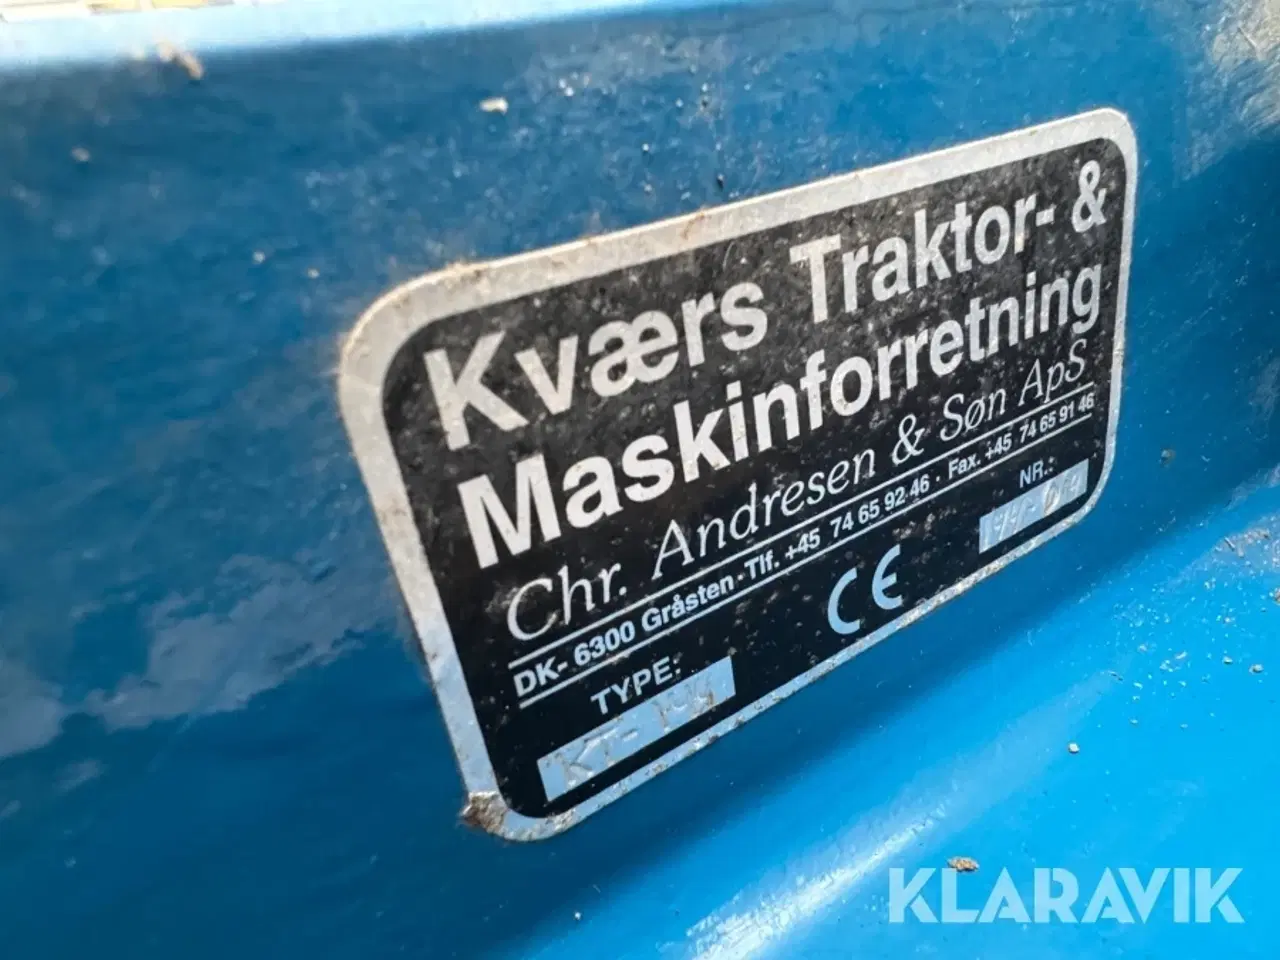 Kværs Traktor- &
Maskinforretning
Chr. Andresen & Søn ApS
DK- 6300 Gråsten · Tlf. +45 74 65 92 46 · Fax. +45 74 65 91 46
TYPE:
NR.:
CE
KLARAVIK